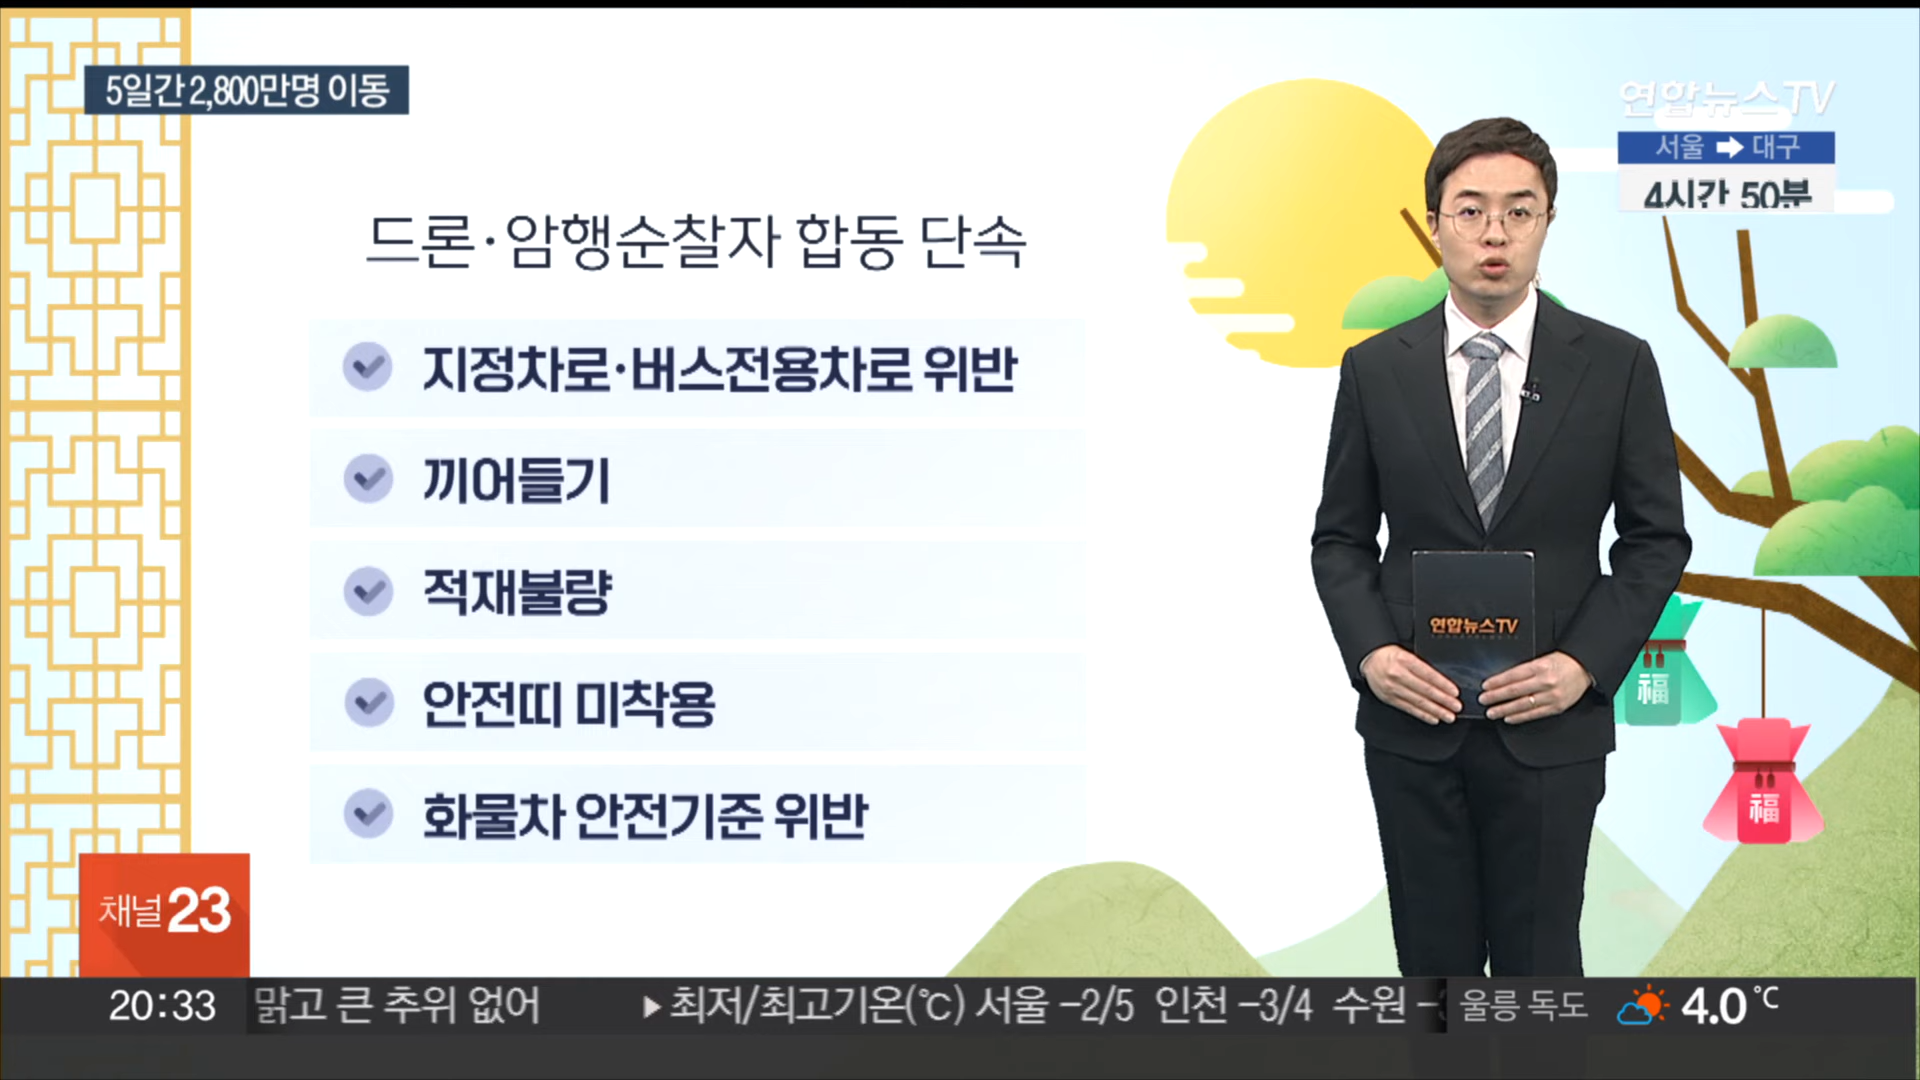 5일간 2,800만명 이동
연합뉴스TV
서울 ➡ 대구
4시간 50분
드론·암행순찰자 합동 단속
지정차로·버스전용차로 위반
끼어들기
적재불량
안전띠 미착용
화물차 안전기준 위반
연합뉴스TV
福
福
채널 23
20:33 맑고 큰 추위 없어 ▶최저/최고기온(℃) 서울 -2/5 인천 -3/4 수원 - 울릉 독도 4.0℃